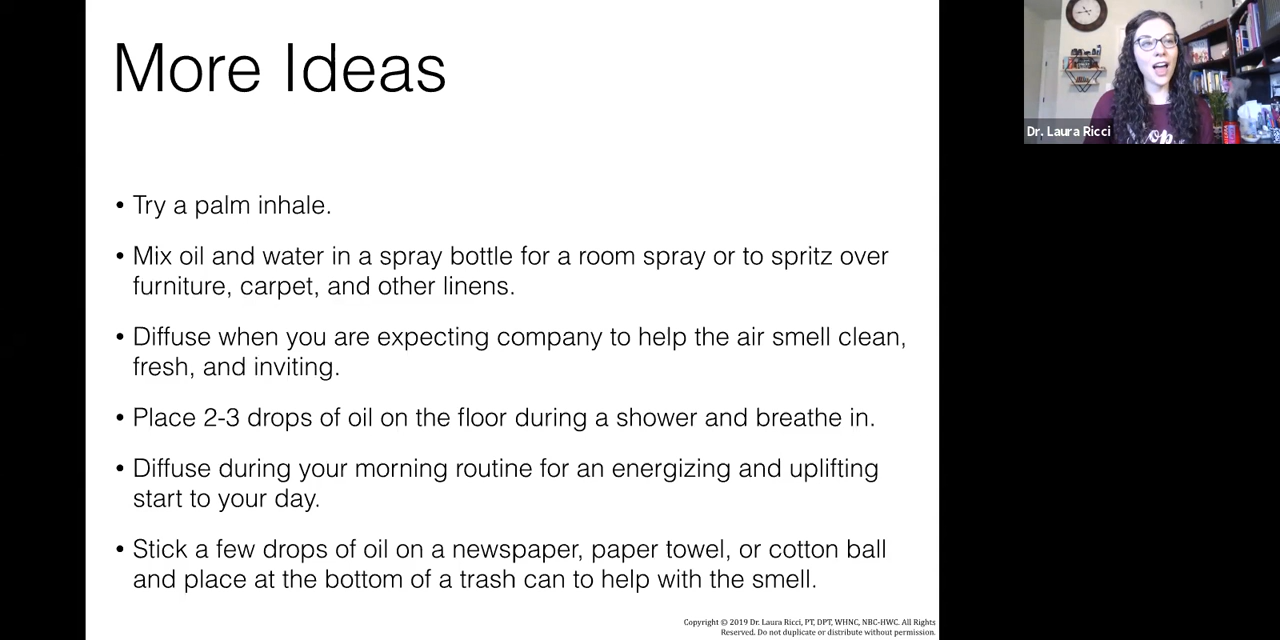 More Ideas
Dr. Laura Ricci
• Try a palm inhale.
• Mix oil and water in a spray bottle for a room spray or to spritz over
furniture, carpet, and other linens.
• Diffuse when you are expecting company to help the air smell clean,
fresh, and inviting.
• Place 2-3 drops of oil on the floor during a shower and breathe in.
• Diffuse during your morning routine for an energizing and uplifting
start to your day.
• Stick a few drops of oil on a newspaper, paper towel, or cotton ball
and place at the bottom of a trash can to help with the smell.
Copyright © 2019 Dr. Laura Ricci, PT, DPT, WHNC, NBC-HWC. All Rights
Reserved. Do not duplicate or distribute without permission.